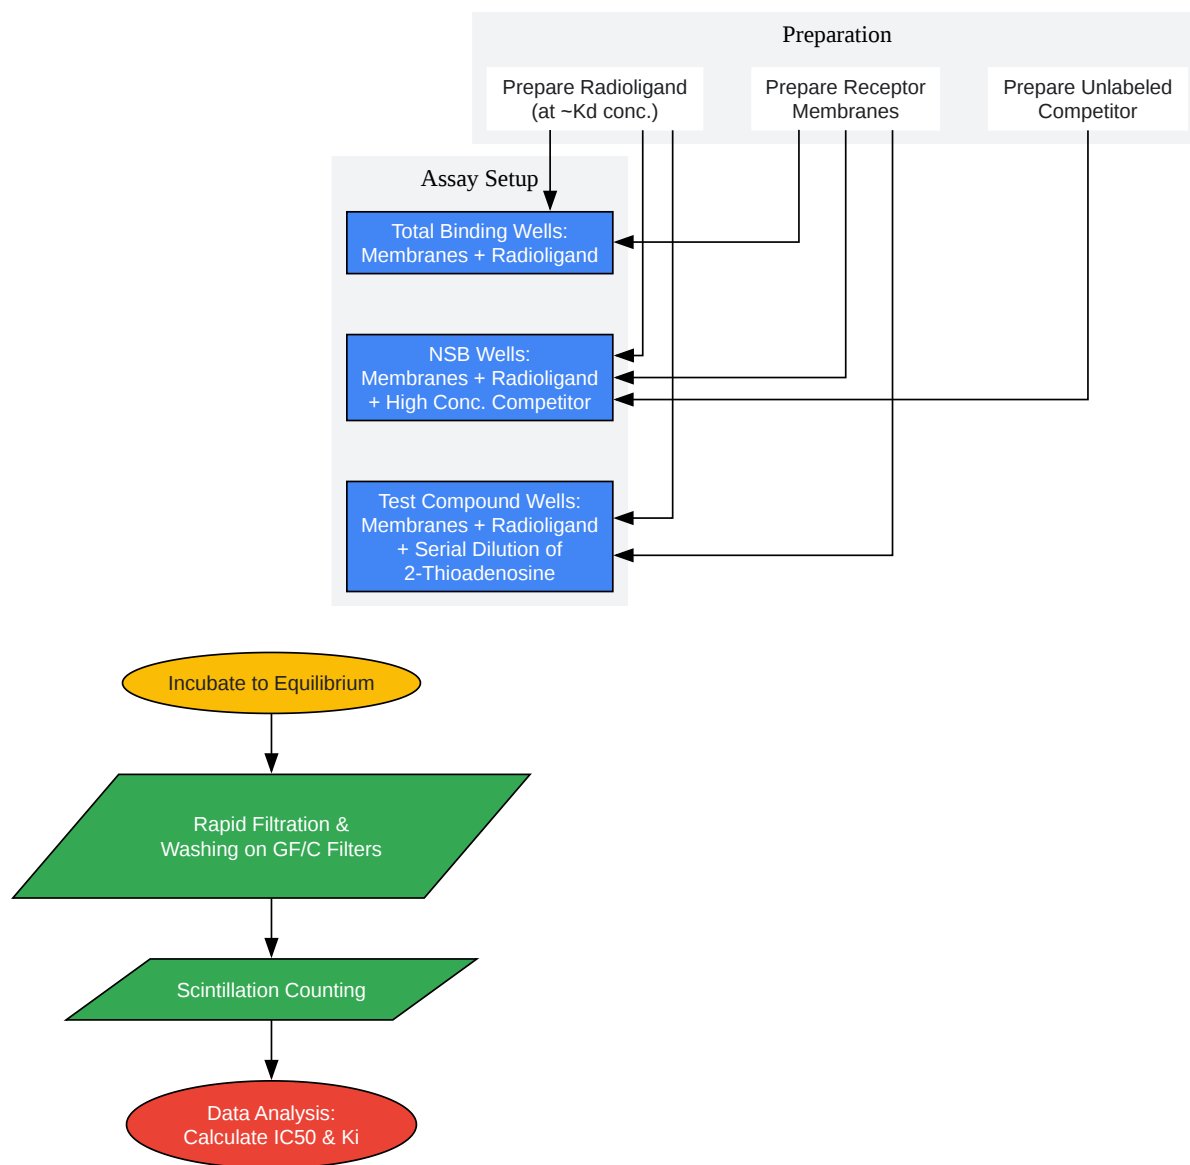 Preparation
Prepare Radioligand
(at ~Kd conc.)
Prepare Receptor
Membranes
Prepare Unlabeled
Competitor
Assay Setup
Total Binding Wells:
Membranes + Radioligand
NSB Wells:
Membranes + Radioligand
+ High Conc. Competitor
Test Compound Wells:
Membranes + Radioligand
+ Serial Dilution of
2-Thioadenosine
Incubate to Equilibrium
Rapid Filtration &
Washing on GF/C Filters
Scintillation Counting
Data Analysis:
Calculate IC50 & Ki